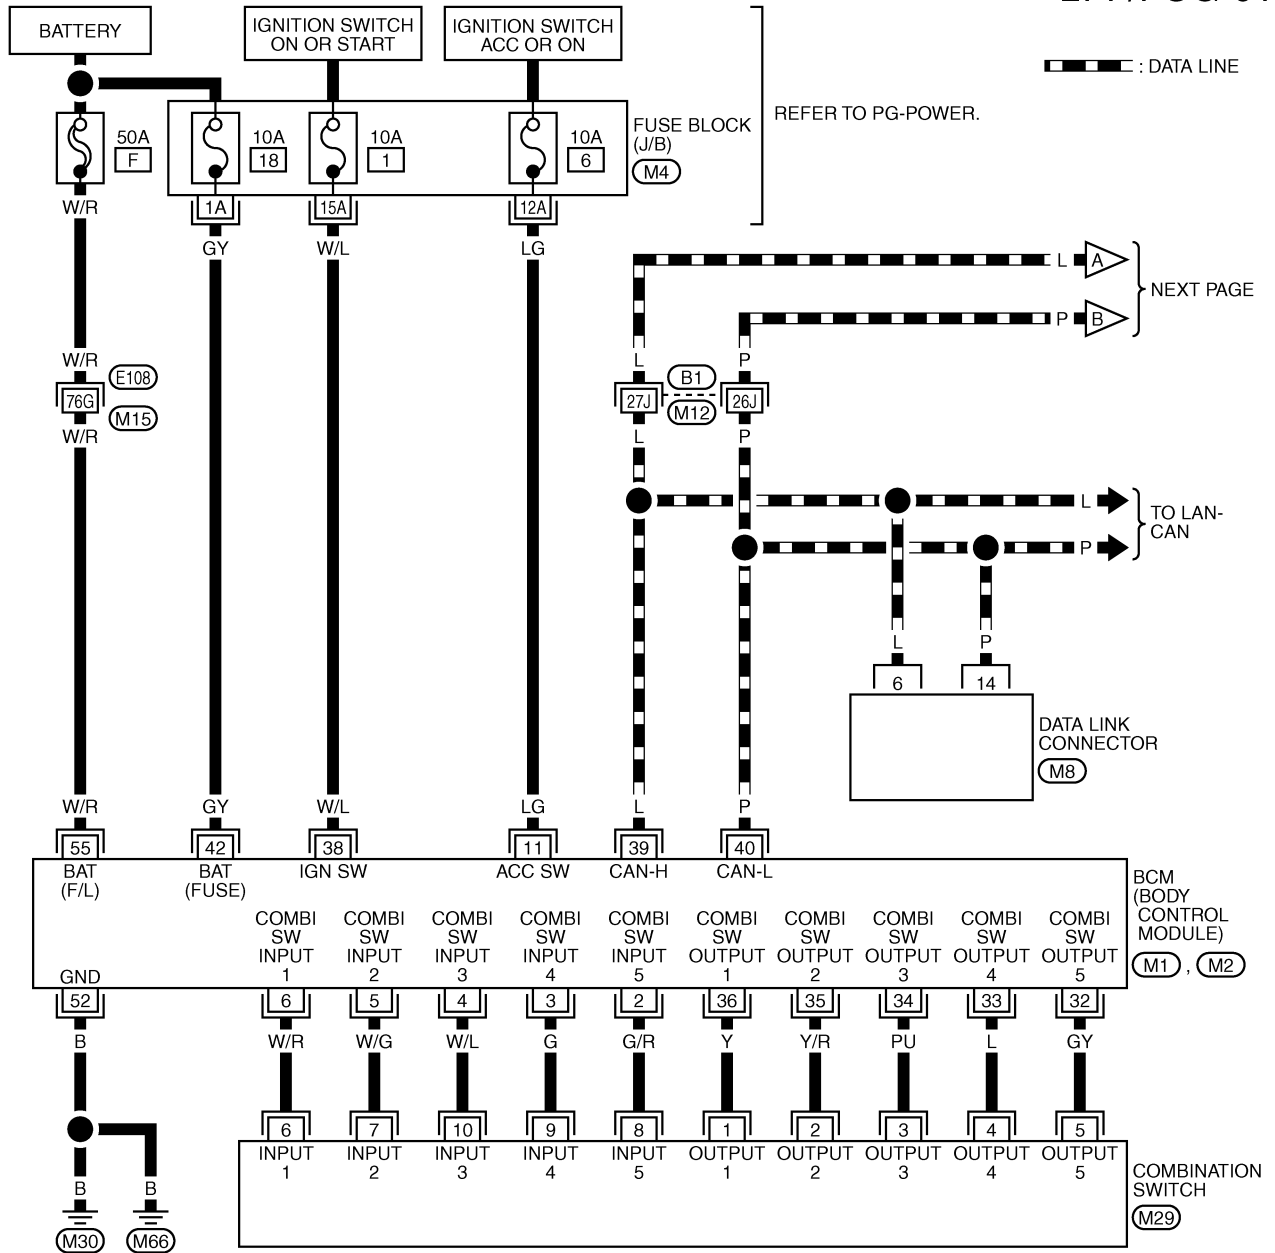 BATTERY
IGNITION SWITCH
ON OR START
IGNITION SWITCH
ACC OR ON
: DATA LINE
REFER TO PG-POWER.
50A
F
10A
18
10A
1
10A
6
FUSE BLOCK
(J/B)
M4
W/R
1A
15A
12A
GY
W/L
LG
L
A
NEXT PAGE
P
B
W/R
E108
76G
M15
W/R
L
P
B1
27J
26J
M12
L
P
L
TO LAN-
CAN
P
L
P
6
14
DATA LINK
CONNECTOR
M8
W/R
GY
W/L
LG
L
P
55
42
38
11
39
40
BAT
(F/L)
BAT
(FUSE)
IGN SW
ACC SW
CAN-H
CAN-L
BCM
(BODY
CONTROL
MODULE)
M1 , M2
COMBI
SW
INPUT
1
COMBI
SW
INPUT
2
COMBI
SW
INPUT
3
COMBI
SW
INPUT
4
COMBI
SW
INPUT
5
COMBI
SW
OUTPUT
1
COMBI
SW
OUTPUT
2
COMBI
SW
OUTPUT
3
COMBI
SW
OUTPUT
4
COMBI
SW
OUTPUT
5
GND
52
6
5
4
3
2
36
35
34
33
32
B
W/R
W/G
W/L
G
G/R
Y
Y/R
PU
L
GY
6
7
10
9
8
1
2
3
4
5
INPUT
1
INPUT
2
INPUT
3
INPUT
4
INPUT
5
OUTPUT
1
OUTPUT
2
OUTPUT
3
OUTPUT
4
OUTPUT
5
COMBINATION
SWITCH
M29
B
B
M30
M66